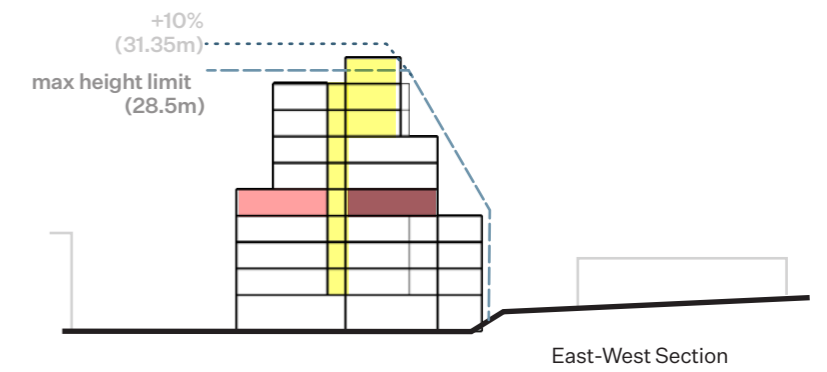 +10%
(31.35m)
max height limit
(28.5m)
East-West Section